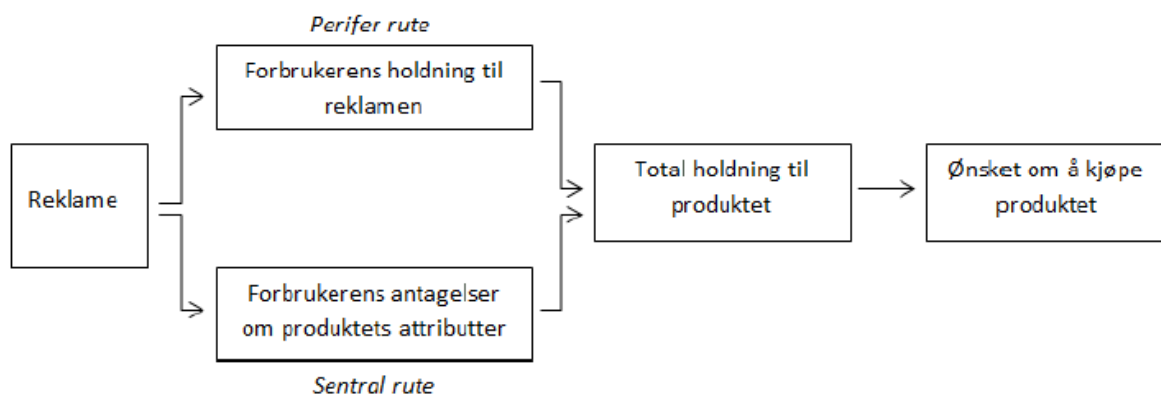 Perifer rute
Forbrukerens holdning til
reklamen
Reklame
Total holdning til
produktet
Ønsket om å kjøpe
produktet
Forbrukerens antagelser
om produktets attributter
Sentral rute